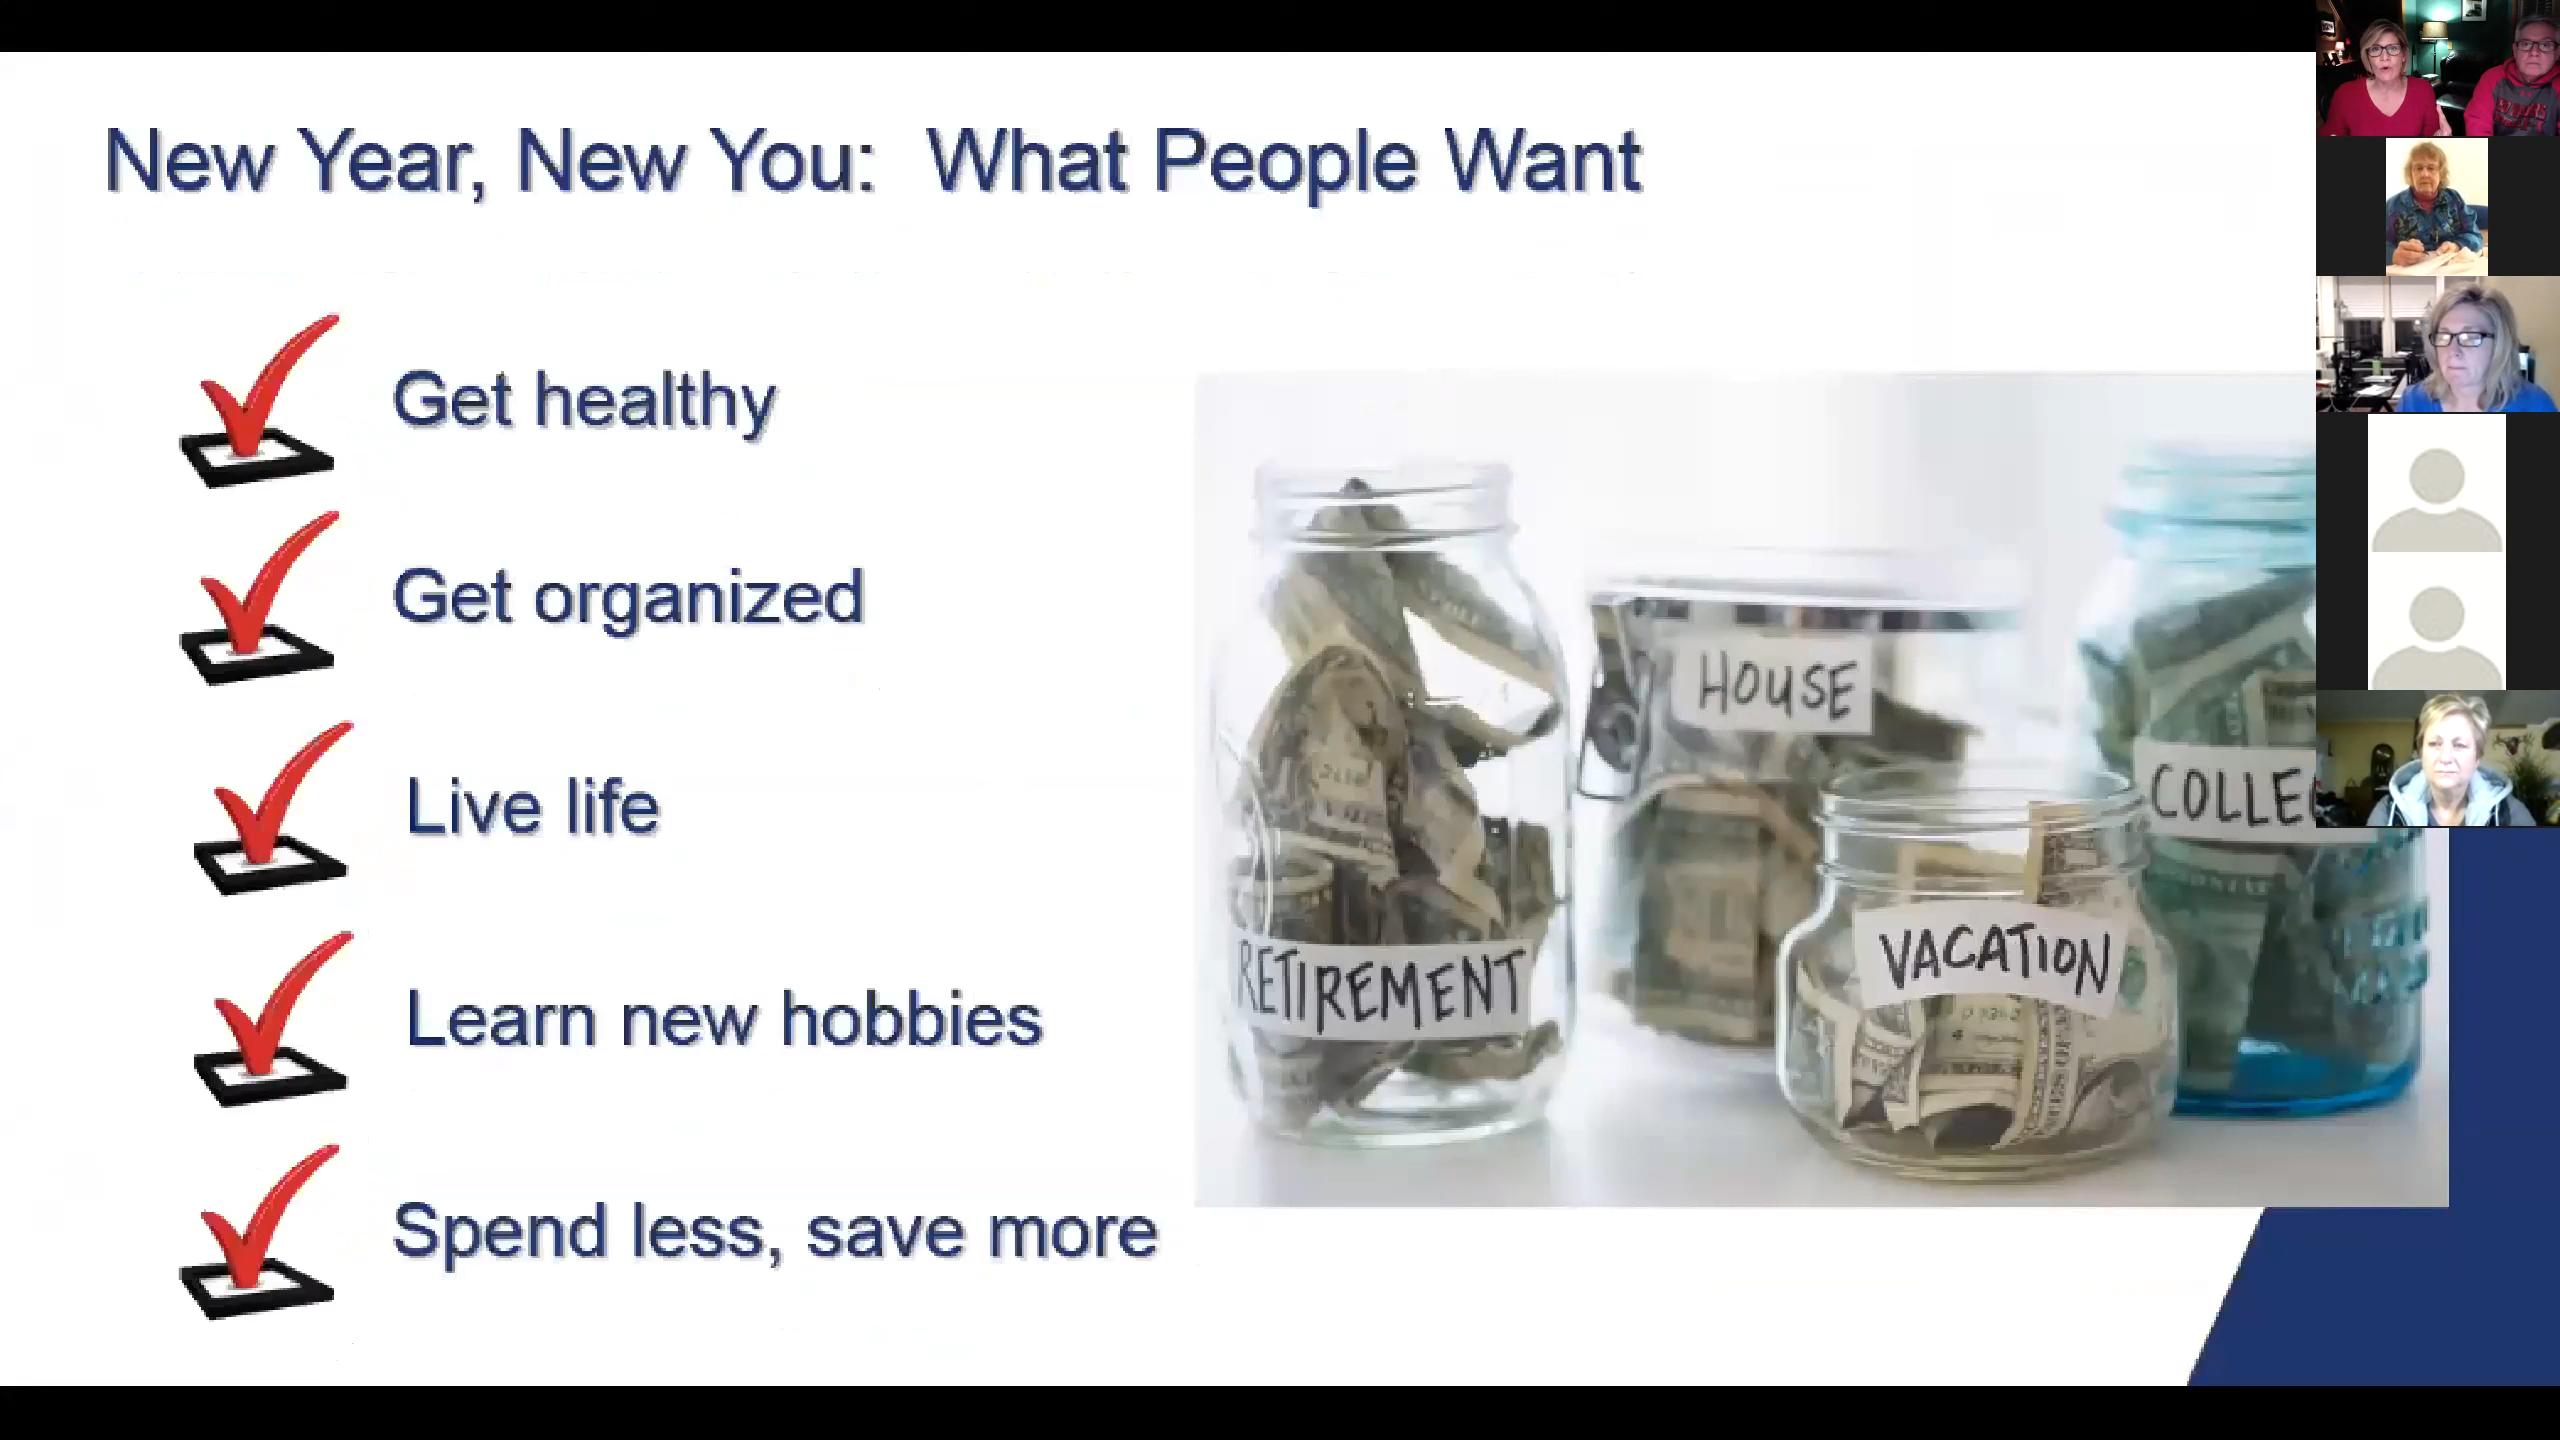 New Year, New You: What People Want
Get healthy
Get organized
Live life
Learn new hobbies
Spend less, save more
HOUSE
COLLE
VACATION
RETIREMENT